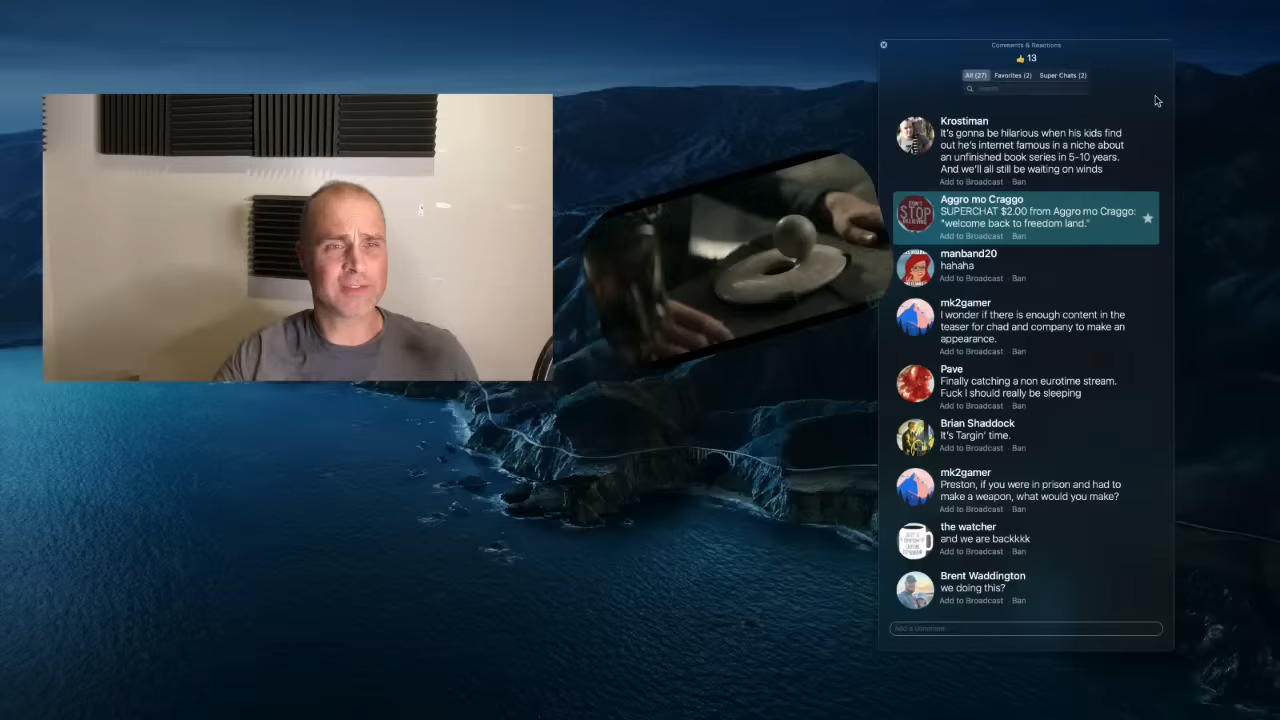 Comments & Reactions
👍 13
All (27) Favorites (2) Super Chats (2)
Search
Krostiman
It's gonna be hilarious when his kids find
out he's internet famous in a niche about
an unfinished book series in 5-10 years.
And we'll all still be waiting on winds
Add to Broadcast · Ban
Aggro mo Craggo
SUPERCHAT $2.00 from Aggro mo Craggo:
"welcome back to freedom land."
Add to Broadcast · Ban
manband20
hahaha
Add to Broadcast · Ban
mk2gamer
I wonder if there is enough content in the
teaser for chad and company to make an
appearance.
Add to Broadcast · Ban
Pave
Finally catching a non eurotime stream.
Fuck I should really be sleeping
Add to Broadcast · Ban
Brian Shaddock
It's Targin' time.
Add to Broadcast · Ban
mk2gamer
Preston, if you were in prison and had to
make a weapon, what would you make?
Add to Broadcast · Ban
the watcher
and we are backkkk
Add to Broadcast · Ban
Brent Waddington
we doing this?
Add to Broadcast · Ban
Add a comment
STOP